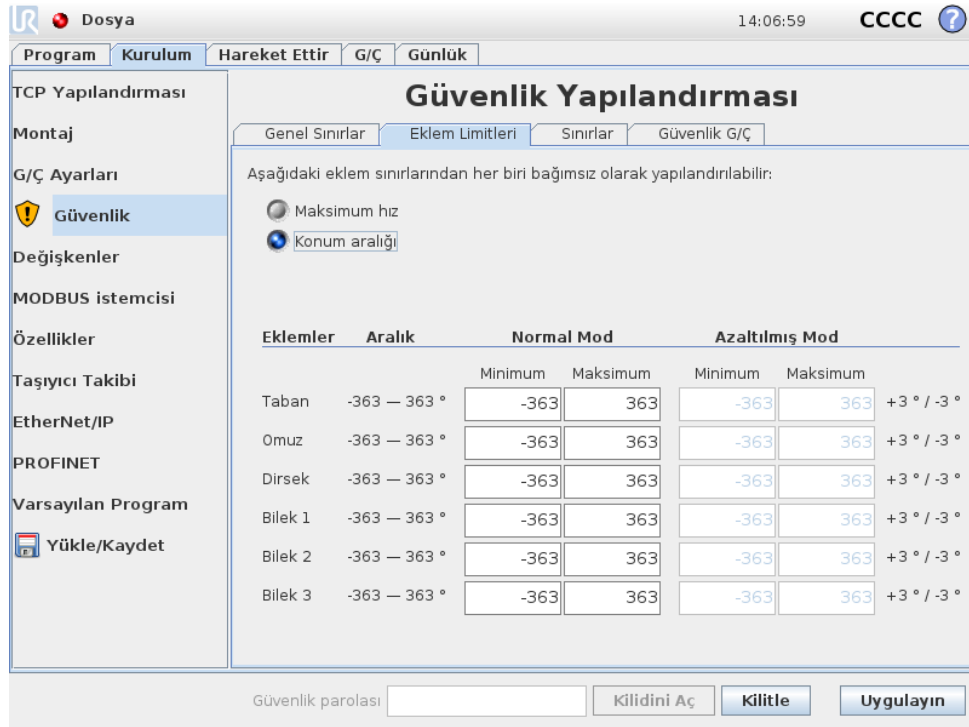 UR Dosya 14:06:59 CCCC ?
Program Kurulum Hareket Ettir G/Ç Günlük
TCP Yapılandırması
Montaj
G/Ç Ayarları
Güvenlik
Değişkenler
MODBUS istemcisi
Özellikler
Taşıyıcı Takibi
EtherNet/IP
PROFINET
Varsayılan Program
Yükle/Kaydet
Güvenlik Yapılandırması
Genel Sınırlar Eklem Limitleri Sınırlar Güvenlik G/Ç
Aşağıdaki eklem sınırlarından her biri bağımsız olarak yapılandırılabilir:
Maksimum hız
Konum aralığı
Eklemler Aralık Normal Mod Azaltılmış Mod
Minimum Maksimum Minimum Maksimum
Taban -363 — 363 ° -363 363 -363 363 +3 ° / -3 °
Omuz -363 — 363 ° -363 363 -363 363 +3 ° / -3 °
Dirsek -363 — 363 ° -363 363 -363 363 +3 ° / -3 °
Bilek 1 -363 — 363 ° -363 363 -363 363 +3 ° / -3 °
Bilek 2 -363 — 363 ° -363 363 -363 363 +3 ° / -3 °
Bilek 3 -363 — 363 ° -363 363 -363 363 +3 ° / -3 °
Güvenlik parolası Kilidini Aç Kilitle Uygulayın